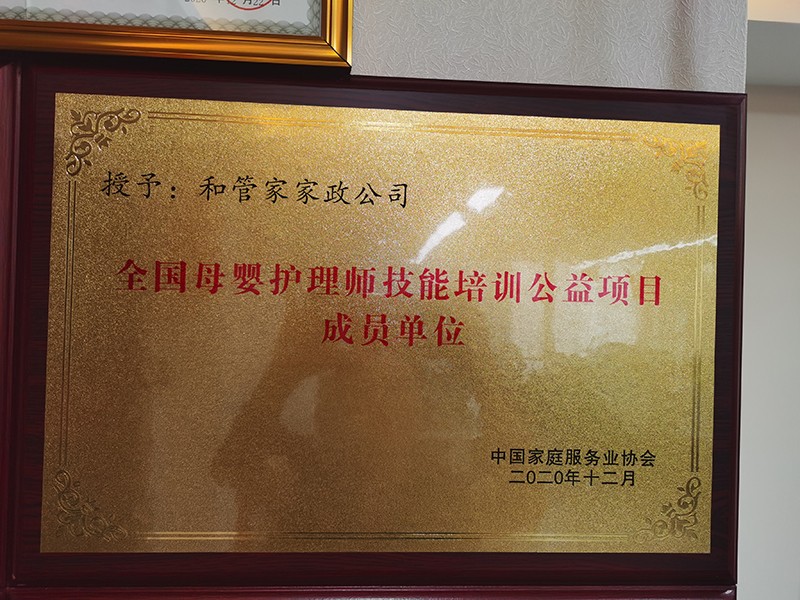 授予：和管家家政公司
全国母婴护理师技能培训公益项目
成员单位
中国家庭服务业协会
二〇二〇年十二月